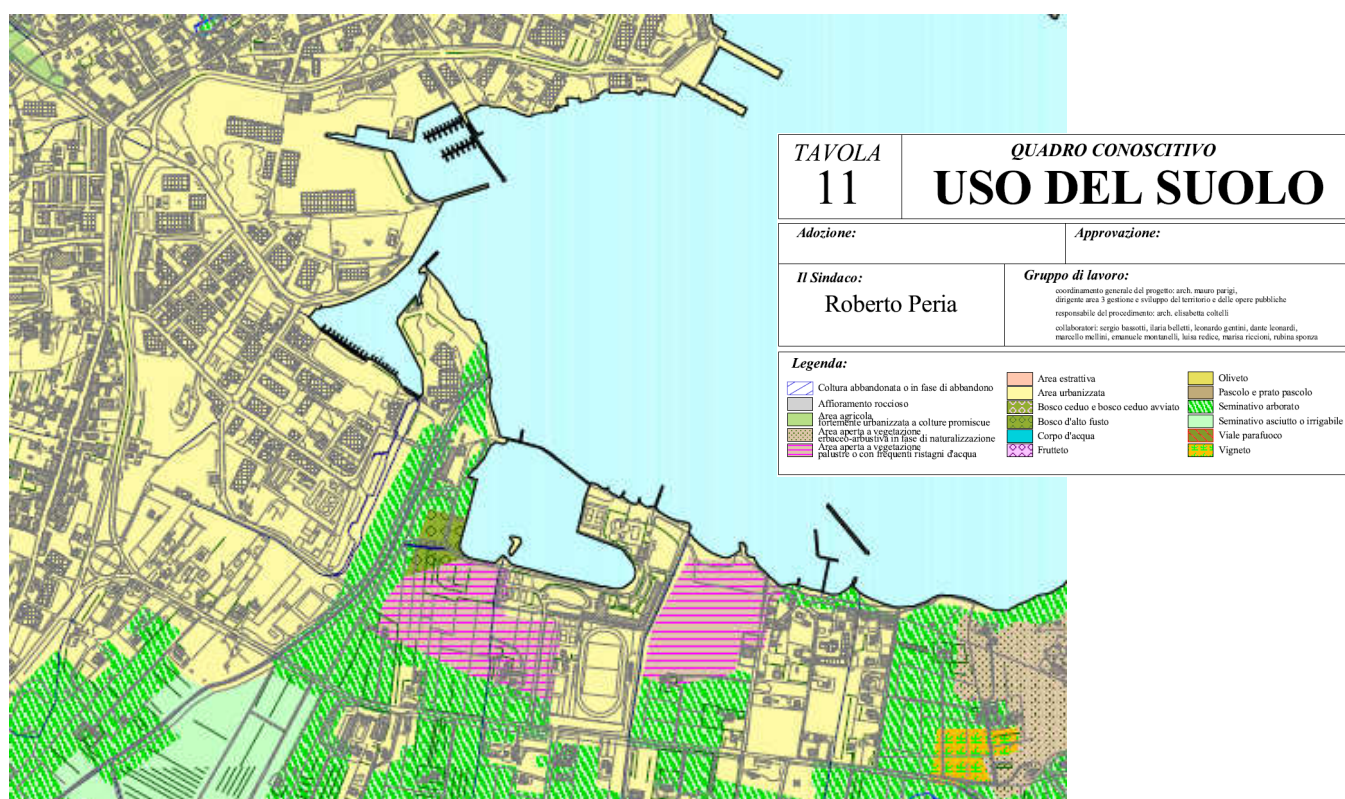 TAVOLA
11
QUADRO CONOSCITIVO
USO DEL SUOLO
Adozione:
Approvazione:
Il Sindaco:
Roberto Peria
Gruppo di lavoro:
coordinamento generale del progetto: arch. mauro parigi,
dirigente area 3 gestione e sviluppo del territorio e delle opere pubbliche
responsabile del procedimento: arch. elisabetta coltelli
collaboratori: sergio bassotti, ilaria belletti, leonardo gentini, dante leonardi,
marcello mellini, emanuele montanelli, luisa redice, marisa riccioni, rubina sponza
Legenda:
Coltura abbandonata o in fase di abbandono
Affioramento roccioso
Area agricola
fortemente urbanizzata a colture promiscue
Area aperta a vegetazione
erbaceo-arbustiva in fase di naturalizzazione
Area aperta a vegetazione
palustre o con frequenti ristagni d'acqua
Area estrattiva
Area urbanizzata
Bosco ceduo e bosco ceduo avviato
Bosco d'alto fusto
Corpo d'acqua
Frutteto
Oliveto
Pascolo e prato pascolo
Seminativo arborato
Seminativo asciutto o irrigabile
Viale parafuoco
Vigneto